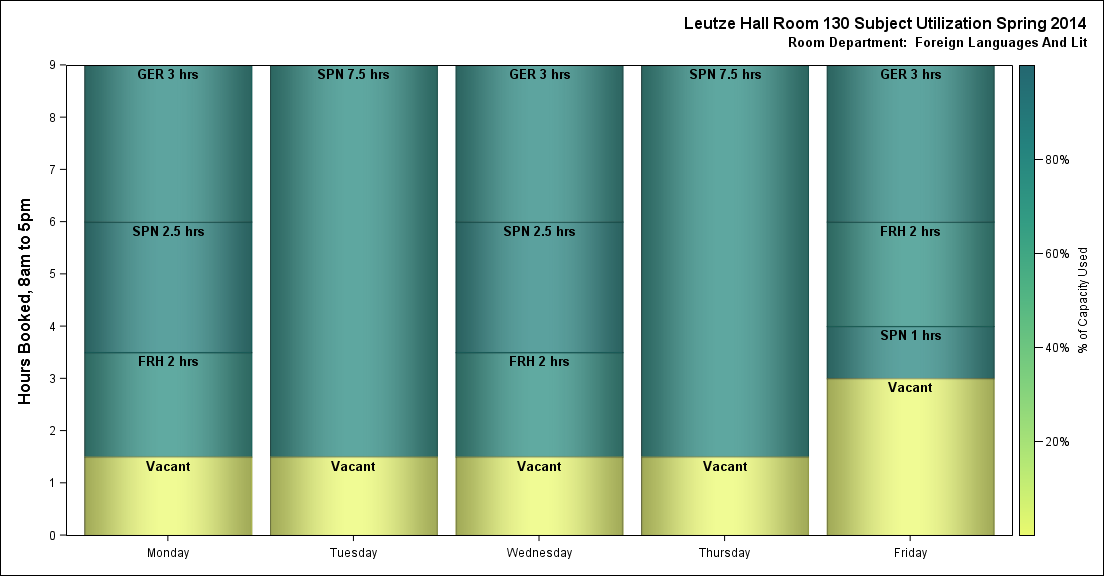 Leutze Hall Room 130 Subject Utilization Spring 2014
Room Department:  Foreign Languages And Lit
Hours Booked, 8am to 5pm
9
8
7
6
5
4
3
2
1
0
GER 3 hrs
SPN 2.5 hrs
FRH 2 hrs
Vacant
SPN 7.5 hrs
Vacant
GER 3 hrs
SPN 2.5 hrs
FRH 2 hrs
Vacant
SPN 7.5 hrs
Vacant
GER 3 hrs
FRH 2 hrs
SPN 1 hrs
Vacant
Monday
Tuesday
Wednesday
Thursday
Friday
80%
60%
40%
20%
% of Capacity Used